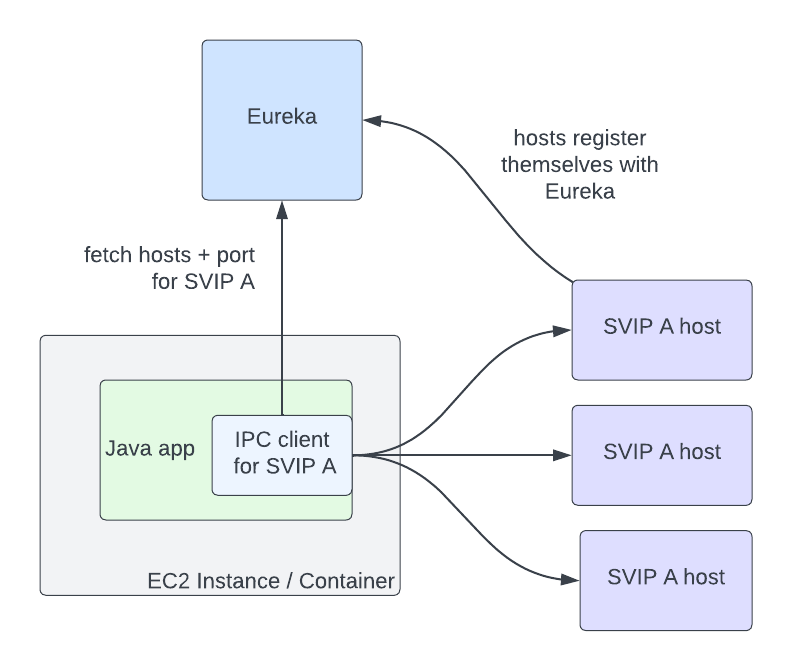 Eureka
hosts register
themselves with
Eureka
fetch hosts + port
for SVIP A
SVIP A host
Java app
IPC client
for SVIP A
SVIP A host
SVIP A host
EC2 Instance / Container